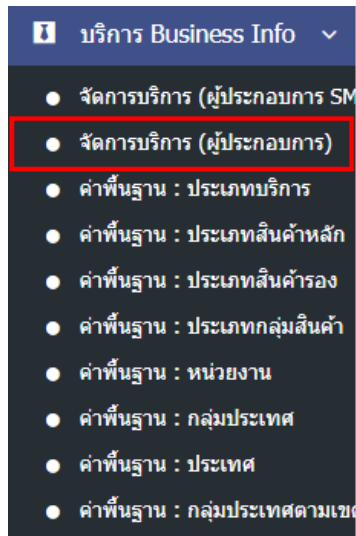 บริการ Business Info
จัดการบริการ (ผู้ประกอบการ SM
จัดการบริการ (ผู้ประกอบการ)
ค่าพื้นฐาน : ประเภทบริการ
ค่าพื้นฐาน : ประเภทสินค้าหลัก
ค่าพื้นฐาน : ประเภทสินค้ารอง
ค่าพื้นฐาน : ประเภทกลุ่มสินค้า
ค่าพื้นฐาน : หน่วยงาน
ค่าพื้นฐาน : กลุ่มประเทศ
ค่าพื้นฐาน : ประเทศ
ค่าพื้นฐาน : กลุ่มประเทศตามเขต